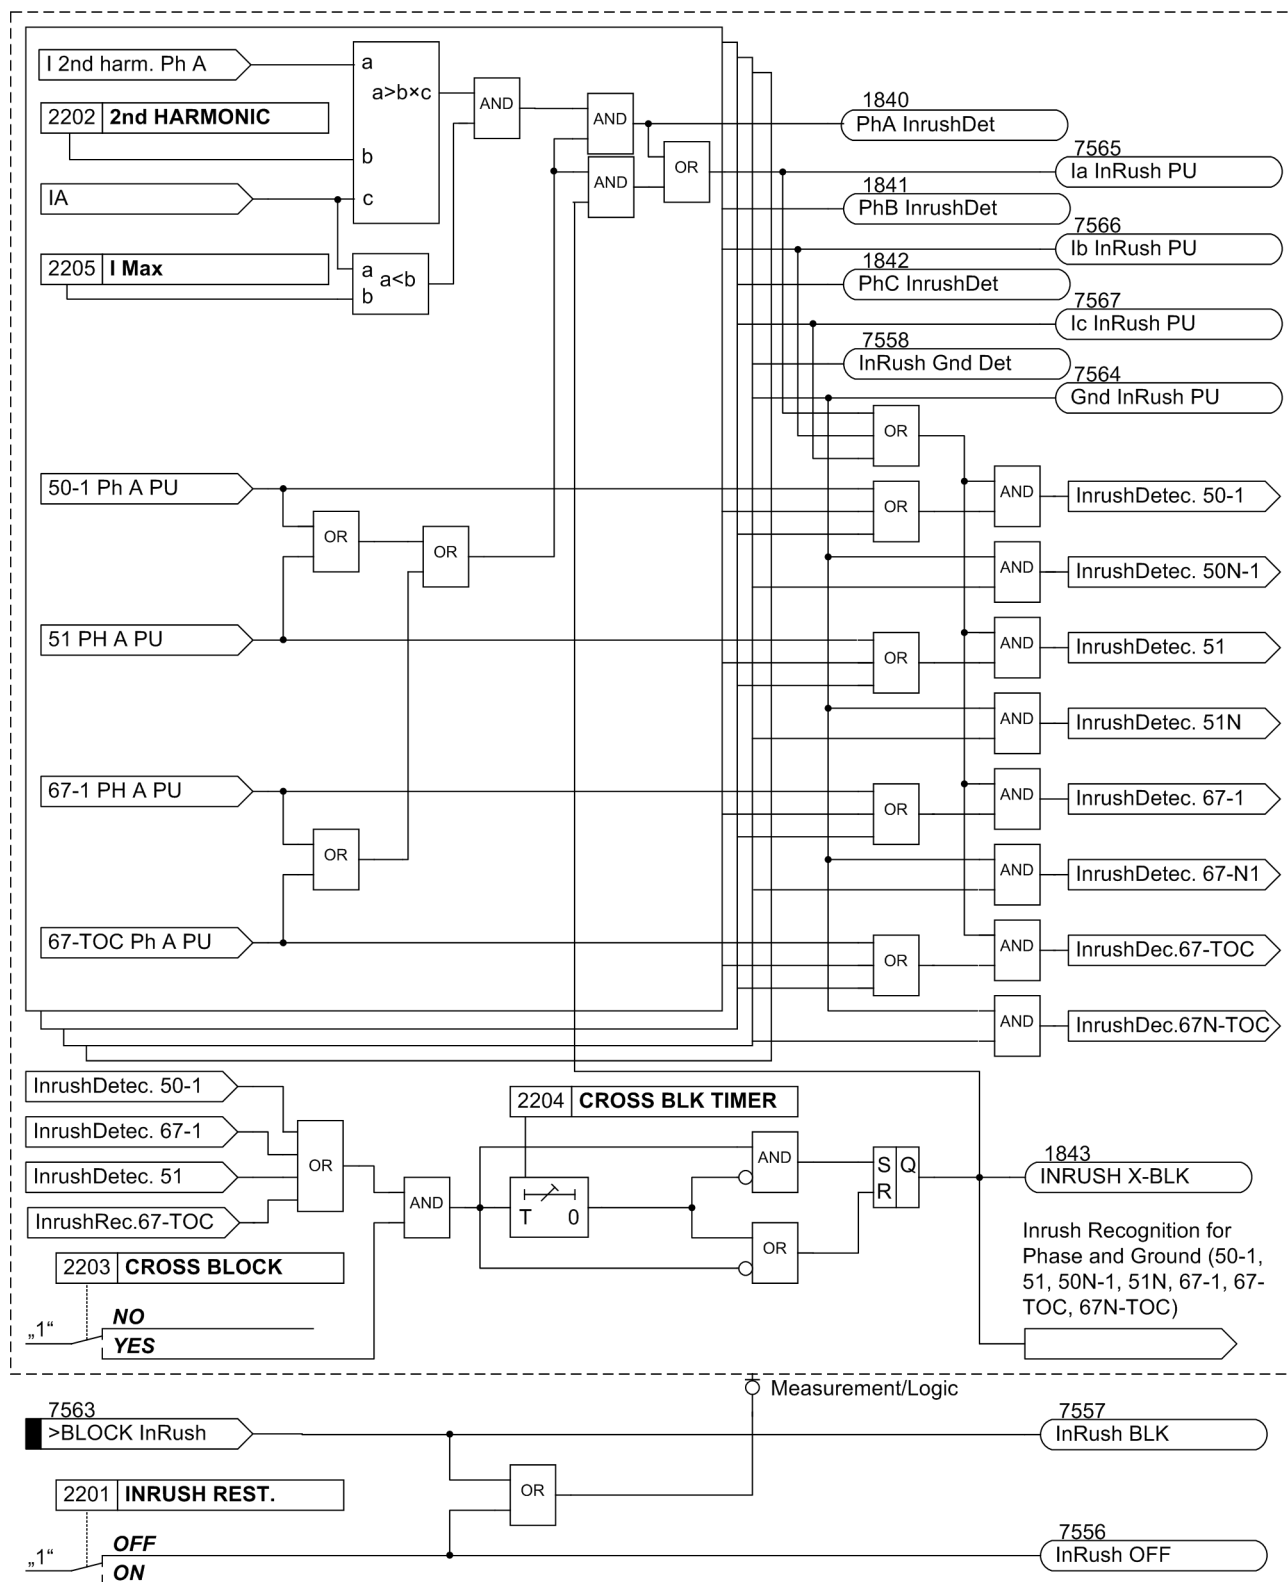 I 2nd harm. Ph A
2202 2nd HARMONIC
IA
2205 I Max
a
a>b×c
b
c
a
a<b
b
AND
AND
AND
OR
1840
PhA InrushDet
7565
Ia InRush PU
1841
PhB InrushDet
7566
Ib InRush PU
1842
PhC InrushDet
7567
Ic InRush PU
7558
InRush Gnd Det
7564
Gnd InRush PU
OR
50-1 Ph A PU
OR
OR
OR
AND
InrushDetec. 50-1
AND
InrushDetec. 50N-1
51 PH A PU
OR
AND
InrushDetec. 51
AND
InrushDetec. 51N
67-1 PH A PU
OR
OR
AND
InrushDetec. 67-1
AND
InrushDetec. 67-N1
67-TOC Ph A PU
OR
AND
InrushDec.67-TOC
AND
InrushDec.67N-TOC
InrushDetec. 50-1
InrushDetec. 67-1
InrushDetec. 51
InrushRec.67-TOC
OR
AND
2204 CROSS BLK TIMER
T 0
AND
OR
S Q
R
1843
INRUSH X-BLK
Inrush Recognition for
Phase and Ground (50-1,
51, 50N-1, 51N, 67-1, 67-
TOC, 67N-TOC)
2203 CROSS BLOCK
„1“
NO
YES
Measurement/Logic
7563
>BLOCK InRush
7557
InRush BLK
2201 INRUSH REST.
OR
„1“
OFF
ON
7556
InRush OFF